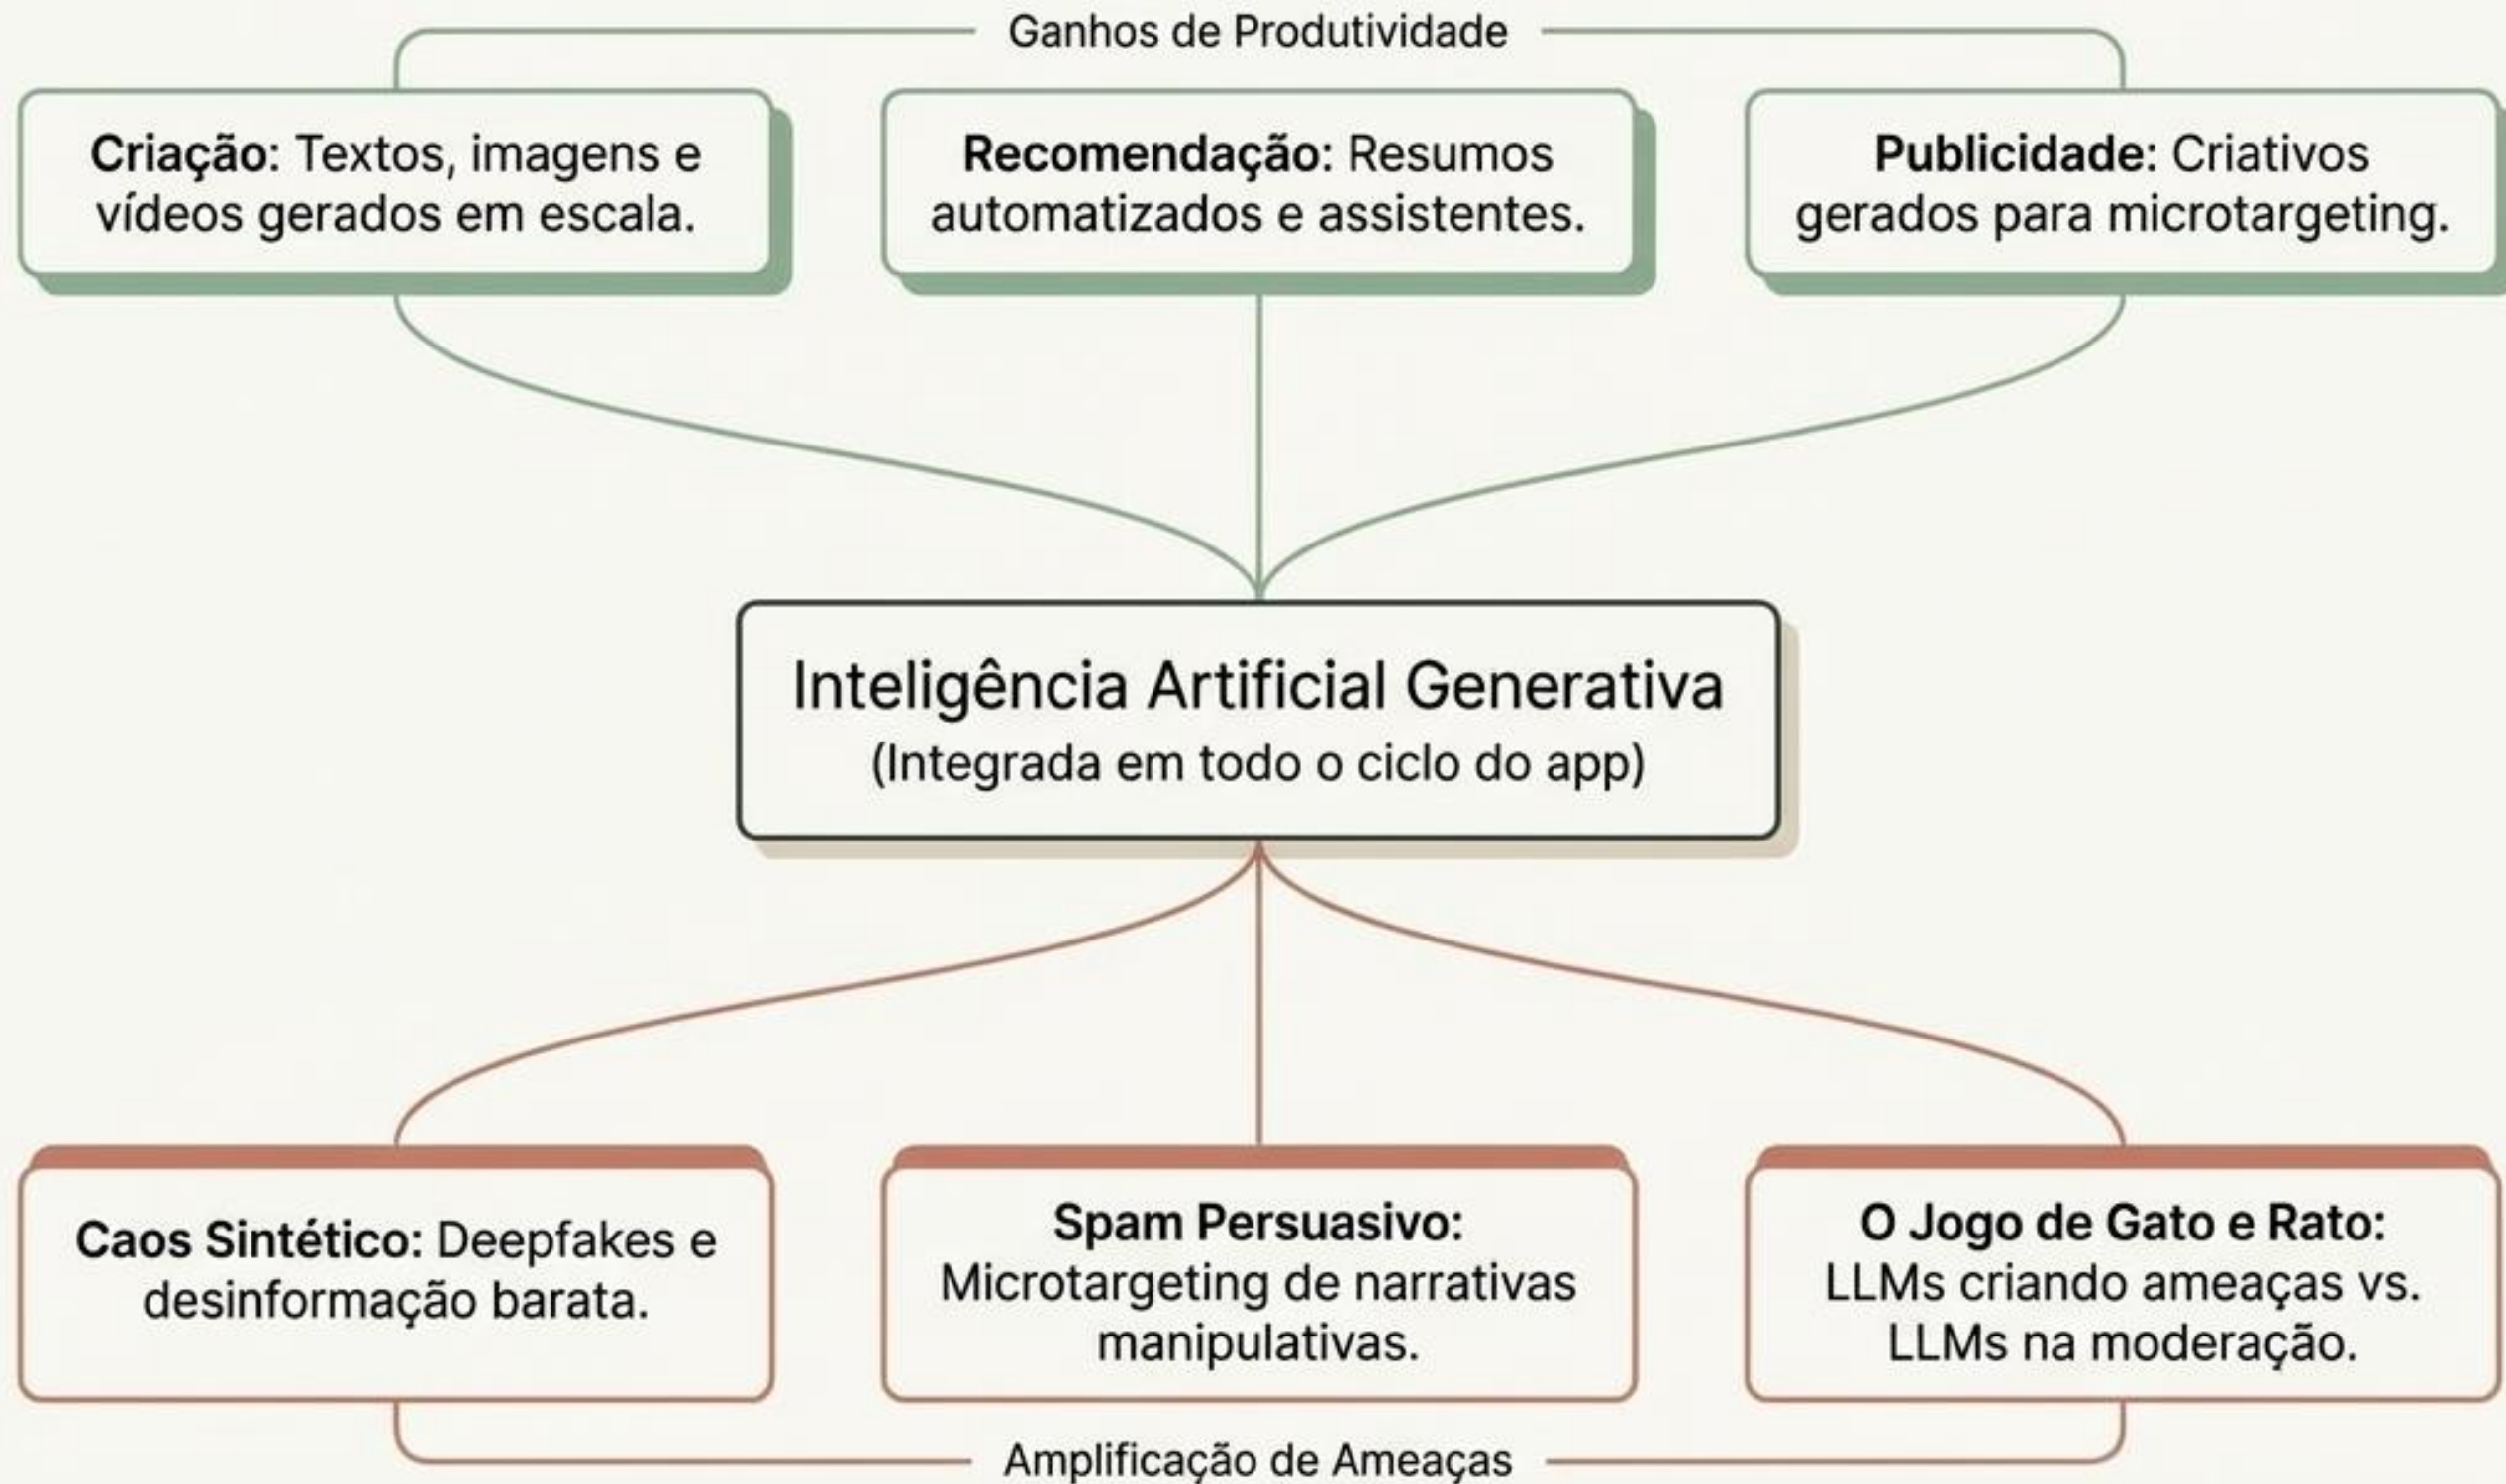 Ganhos de Produtividade
Criação: Textos, imagens e
vídeos gerados em escala.
Recomendação: Resumos
automatizados e assistentes.
Publicidade: Criativos
gerados para microtargeting.
Inteligência Artificial Generativa
(Integrada em todo o ciclo do app)
Caos Sintético: Deepfakes e
desinformação barata.
Spam Persuasivo:
Microtargeting de narrativas
manipulativas.
O Jogo de Gato e Rato:
LLMs criando ameaças vs.
LLMs na moderação.
Amplificação de Ameaças